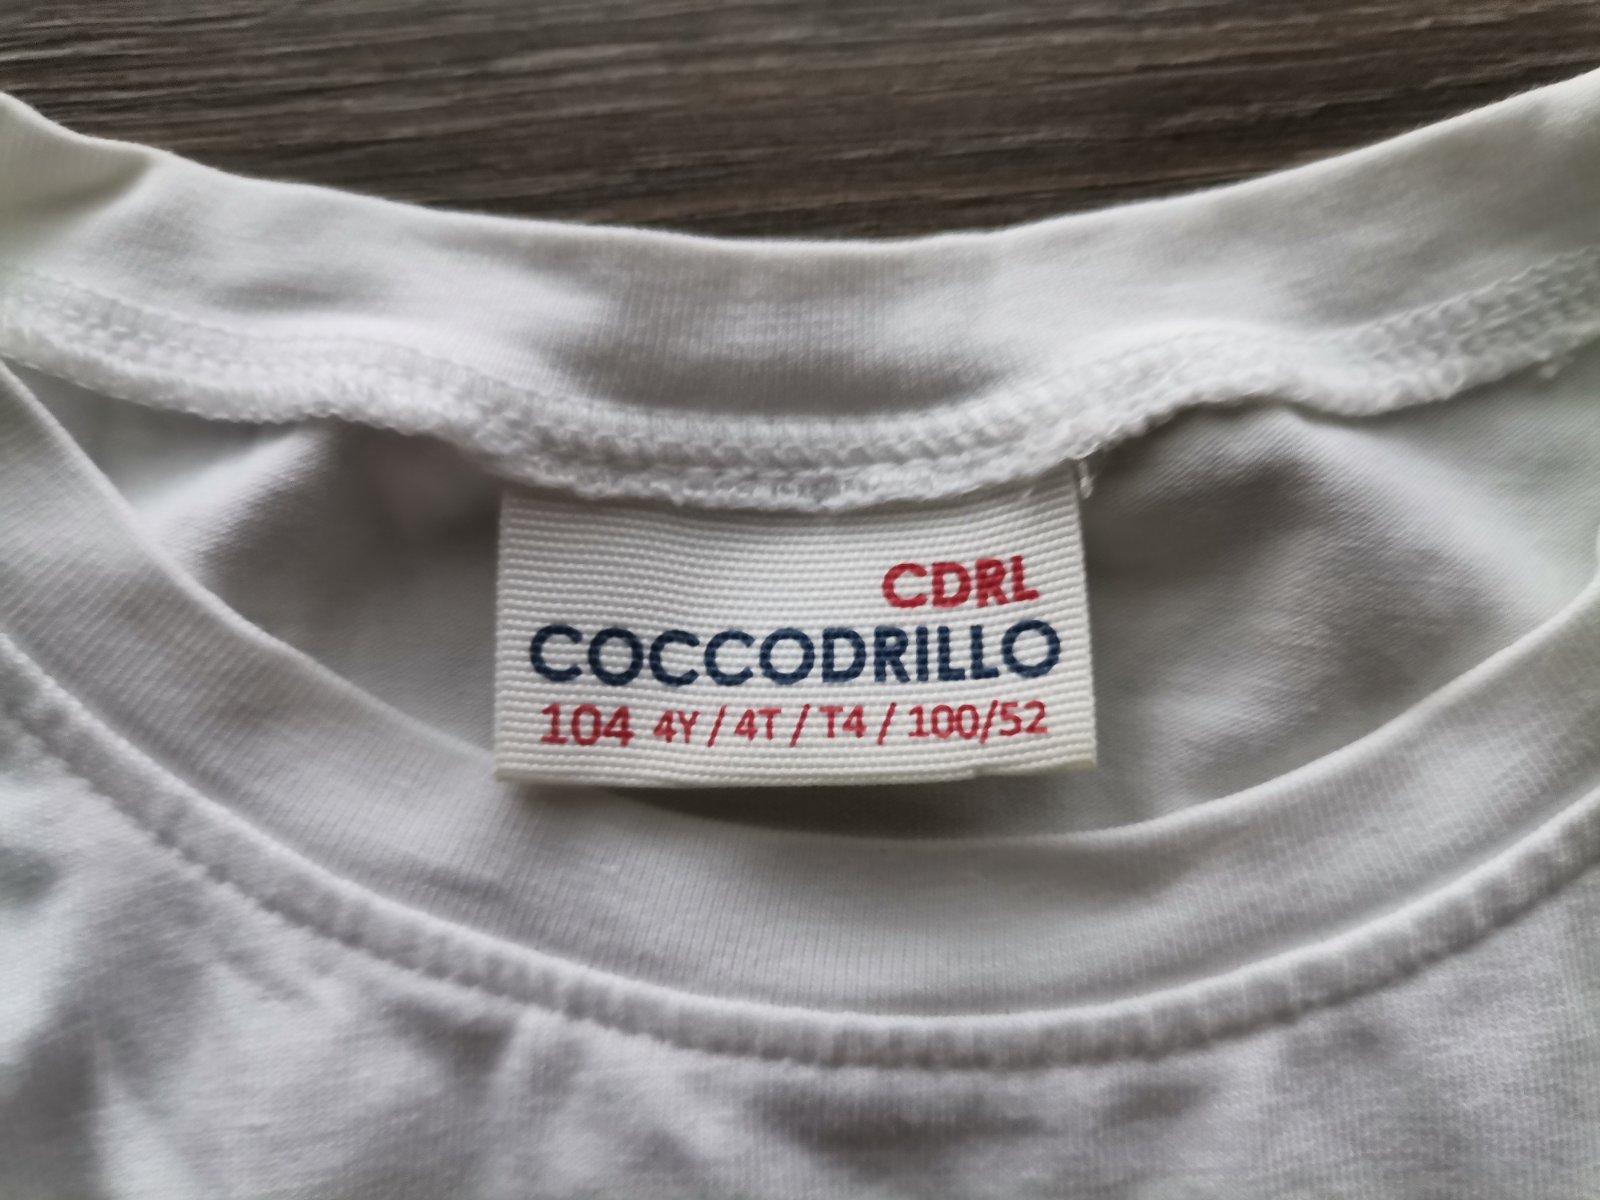 CDRL
COCCODRILLO
104 4Y / 4T / T4 / 100/52